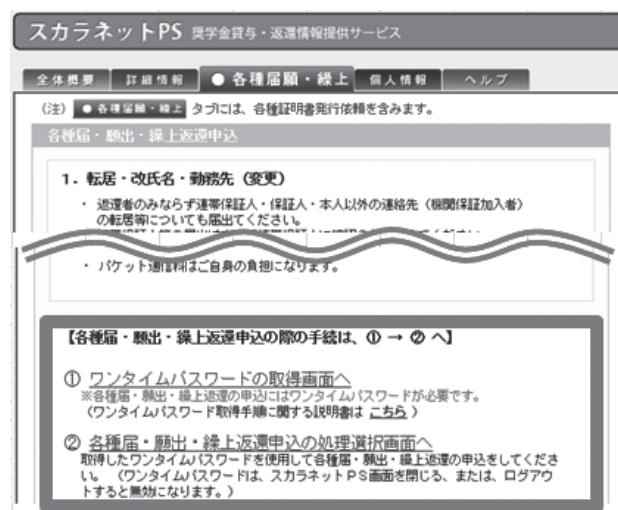 スカラネットPS 奨学金貸与・返還情報提供サービス
全体概要 詳細情報 ●各種届願・繰上 個人情報 ヘルプ
（注） ●各種届願・繰上 タブには、各種証明書発行依頼を含みます。
各種届・願出・繰上返還申込
1．転居・改氏名・勤務先（変更）
・ 返還者のみならず連帯保証人・保証人・本人以外の連絡先（機関保証加入者）
の転居等についても届出てください。
・ パケット通信料はご自身の負担になります。
【各種届・願出・繰上返還申込の際の手続は、① → ② へ】
① ワンタイムパスワードの取得画面へ
※各種届・願出・繰上返還の申込にはワンタイムパスワードが必要です。
（ワンタイムパスワード取得手順に関する説明書は こちら ）
② 各種届・願出・繰上返還申込の処理選択画面へ
取得したワンタイムパスワードを使用して各種届・願出・繰上返還の申込をしてくださ
い。 （ワンタイムパスワードは、スカラネットＰＳ画面を閉じる、または、ログアウ
トすると無効になります。）